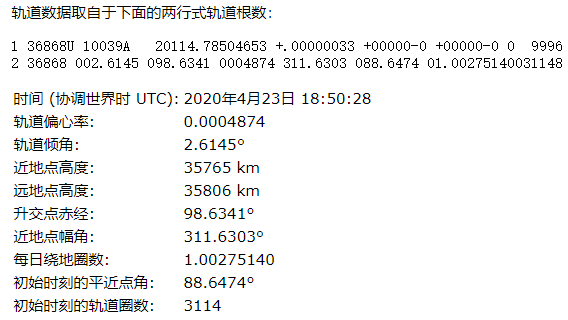 轨道数据取自于下面的两行式轨道根数:
1 36868U 10039A   20114.78504653 +.00000033 +00000-0 +00000-0 0  9996
2 36868 002.6145 098.6341 0004874 311.6303 088.6474 01.00275140031148
时间 (协调世界时 UTC): 2020年4月23日 18:50:28
轨道偏心率: 0.0004874
轨道倾角: 2.6145°
近地点高度: 35765 km
远地点高度: 35806 km
升交点赤经: 98.6341°
近地点幅角: 311.6303°
每日绕地圈数: 1.00275140
初始时刻的平近点角: 88.6474°
初始时刻的轨道圈数: 3114